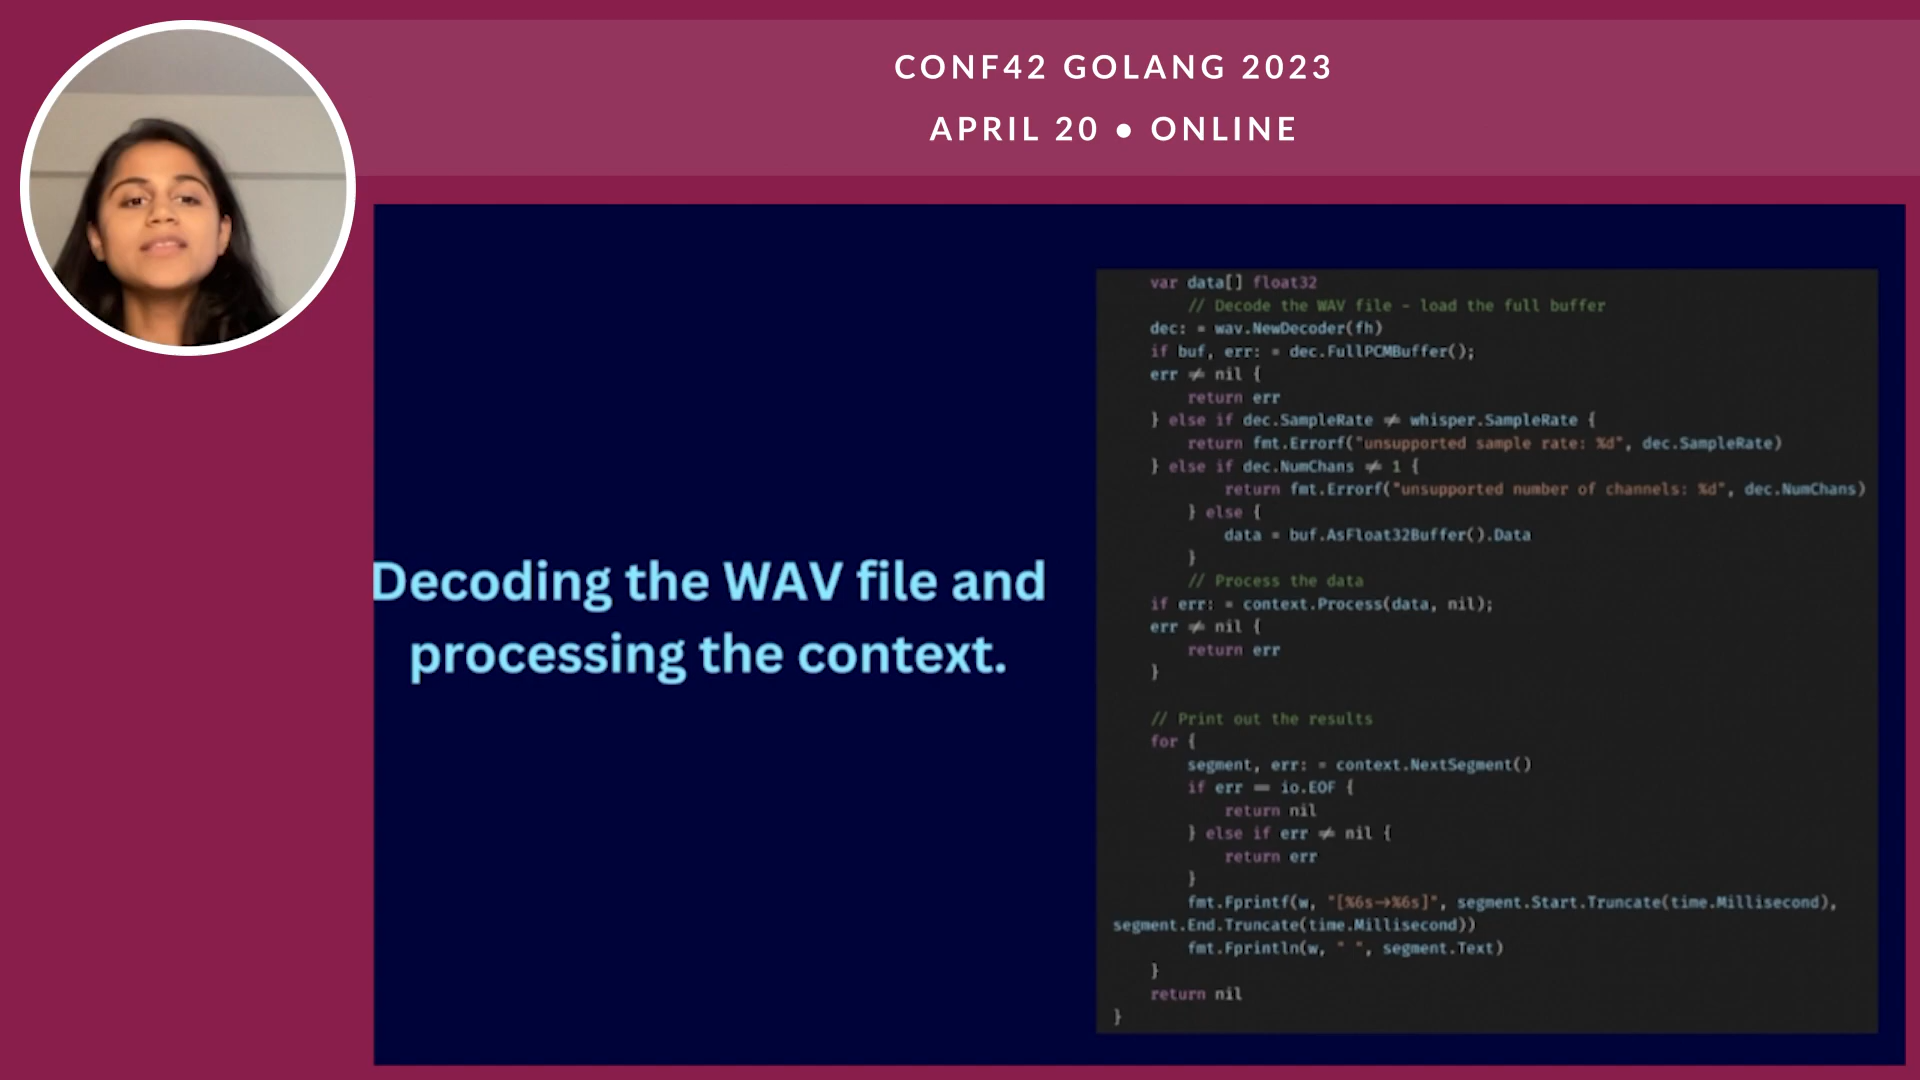 CONF42 GOLANG 2023
APRIL 20 • ONLINE
Decoding the WAV file and
processing the context.
var data[] float32
// Decode the WAV file - load the full buffer
dec: = wav.NewDecoder(fh)
if buf, err: = dec.FullPCMBuffer();
err ≠ nil {
return err
} else if dec.SampleRate ≠ whisper.SampleRate {
return fmt.Errorf("unsupported sample rate: %d", dec.SampleRate)
} else if dec.NumChans ≠ 1 {
return fmt.Errorf("unsupported number of channels: %d", dec.NumChans)
} else {
data = buf.AsFloat32Buffer().Data
}
// Process the data
if err: = context.Process(data, nil);
err ≠ nil {
return err
}
// Print out the results
for {
segment, err: = context.NextSegment()
if err == io.EOF {
return nil
} else if err ≠ nil {
return err
}
fmt.Fprintf(w, "[%6s→%6s]", segment.Start.Truncate(time.Millisecond),
segment.End.Truncate(time.Millisecond))
fmt.Fprintln(w, " ", segment.Text)
}
return nil
}